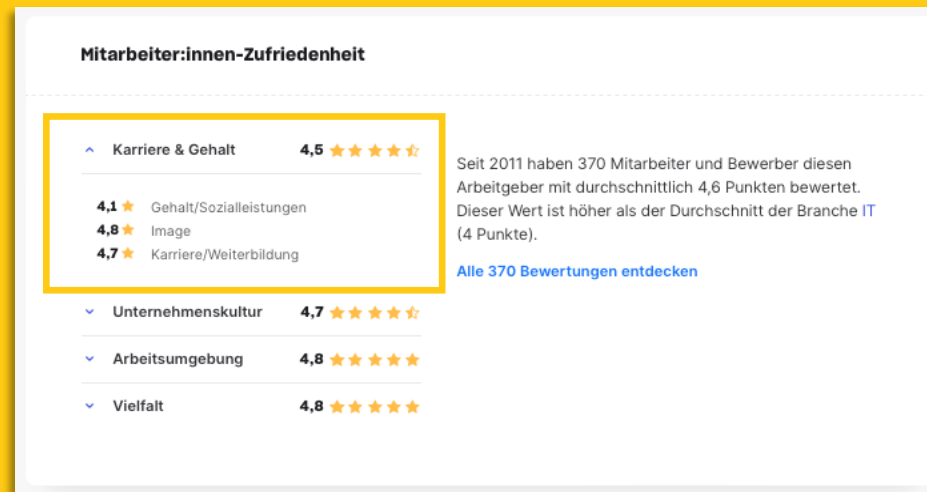 Mitarbeiter:innen-Zufriedenheit
Karriere & Gehalt 4,5
4,1 Gehalt/Sozialleistungen
4,8 Image
4,7 Karriere/Weiterbildung
Unternehmenskultur 4,7
Arbeitsumgebung 4,8
Vielfalt 4,8
Seit 2011 haben 370 Mitarbeiter und Bewerber diesen
Arbeitgeber mit durchschnittlich 4,6 Punkten bewertet.
Dieser Wert ist höher als der Durchschnitt der Branche IT
(4 Punkte).
Alle 370 Bewertungen entdecken